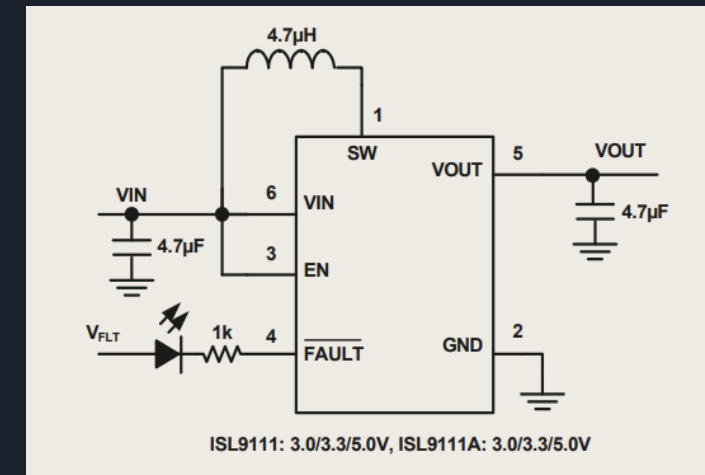 4.7µH
1
SW
5
VOUT
VOUT
VIN
6
VIN
4.7µF
4.7µF
3
EN
VFLT
1k
4
FAULT
GND
2
ISL9111: 3.0/3.3/5.0V, ISL9111A: 3.0/3.3/5.0V